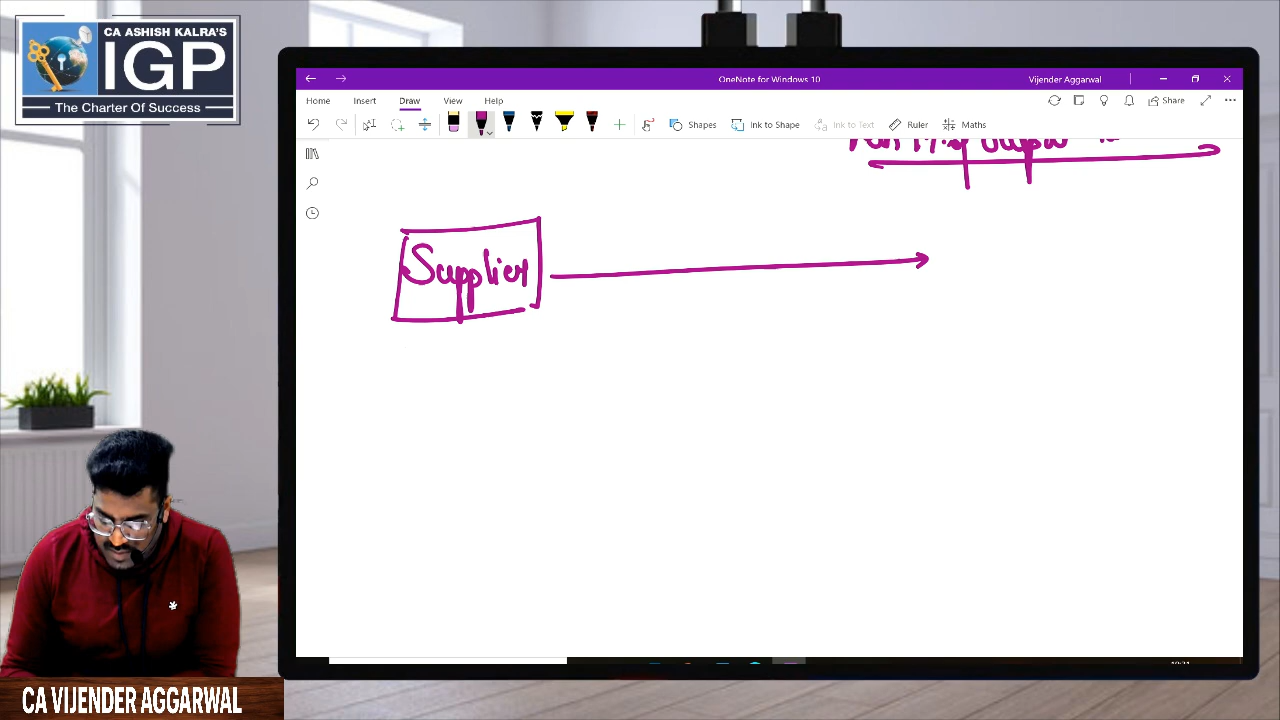 CA ASHISH KALRA'S
IGP
The Charter Of Success
OneNote for Windows 10
Vijender Aggarwal
Home
Insert
Draw
View
Help
Share
Shapes
Ink to Shape
Ink to Text
Ruler
Maths
Supplier
CA VIJENDER AGGARWAL